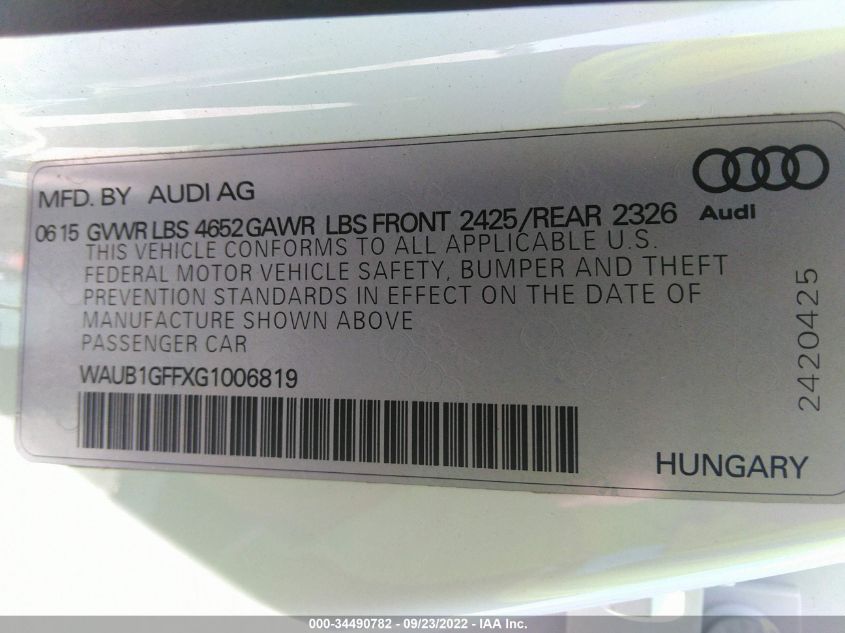 MFD. BY AUDI AG
Audi
0615 GVWR LBS 4652 GAWR LBS FRONT 2425/REAR 2326
THIS VEHICLE CONFORMS TO ALL APPLICABLE U.S.
FEDERAL MOTOR VEHICLE SAFETY, BUMPER AND THEFT
PREVENTION STANDARDS IN EFFECT ON THE DATE OF
MANUFACTURE SHOWN ABOVE
PASSENGER CAR
WAUB1GFFXG1006819
2420425
HUNGARY
000-34490782 - 09/23/2022 - IAA Inc.